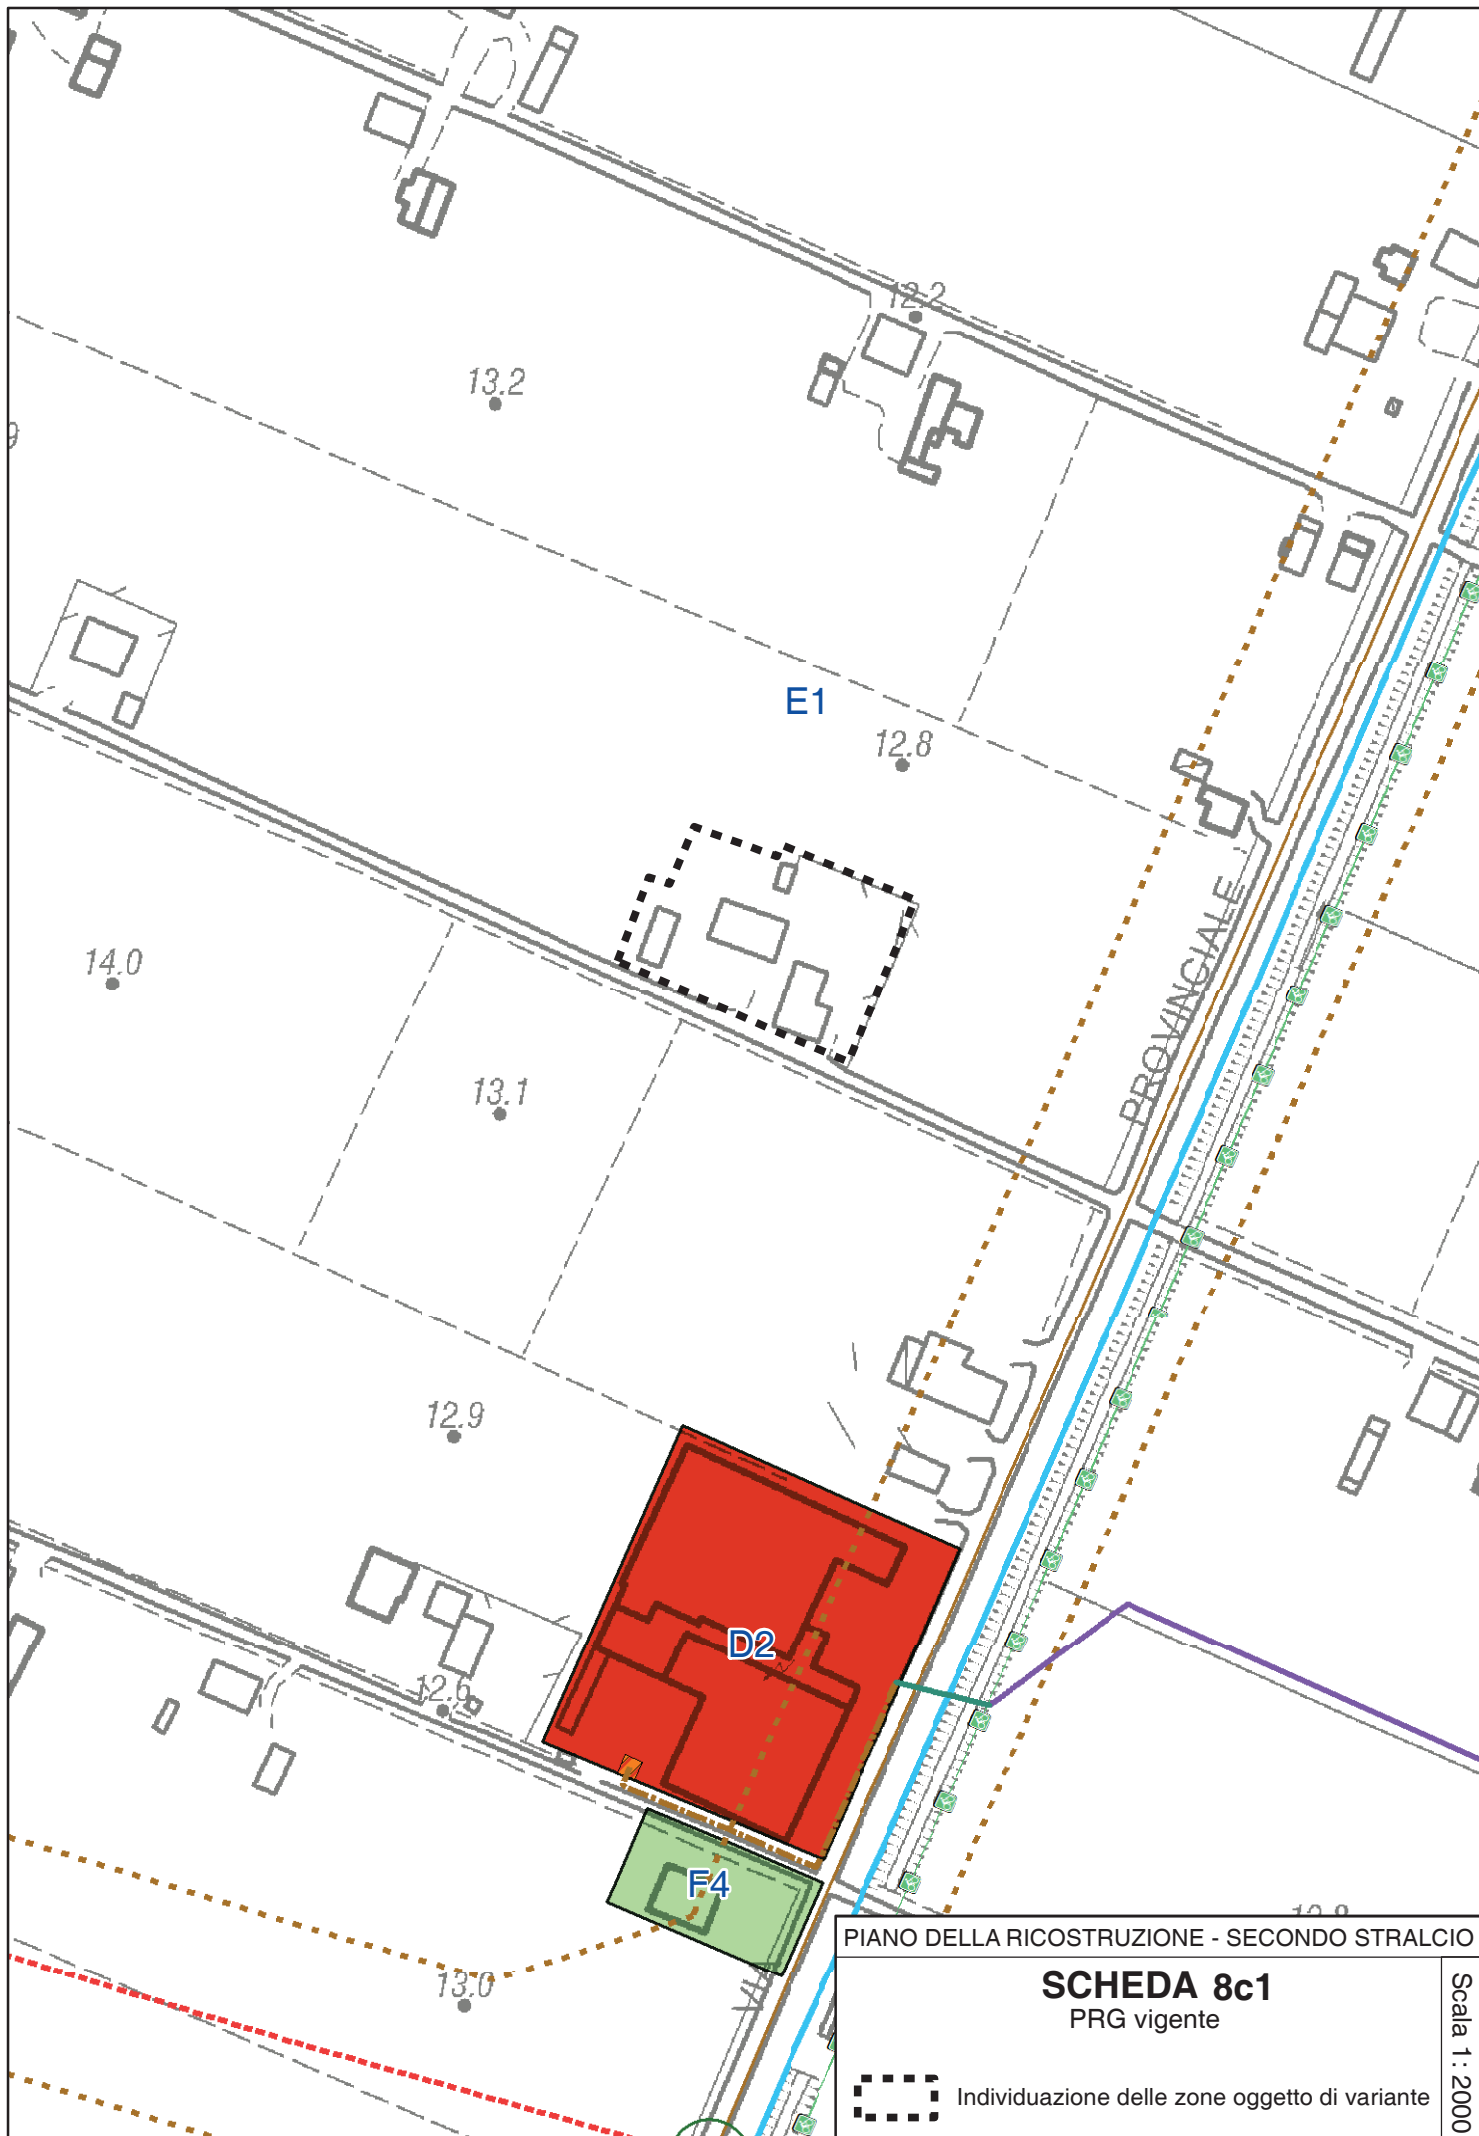 12.2
13.2
9
E1
12.8
PROVINCIALE
14.0
13.1
12.9
D2
12.6
F4
13.0
PIANO DELLA RICOSTRUZIONE - SECONDO STRALCIO
SCHEDA 8c1
PRG vigente
Individuazione delle zone oggetto di variante
Scala 1: 2000